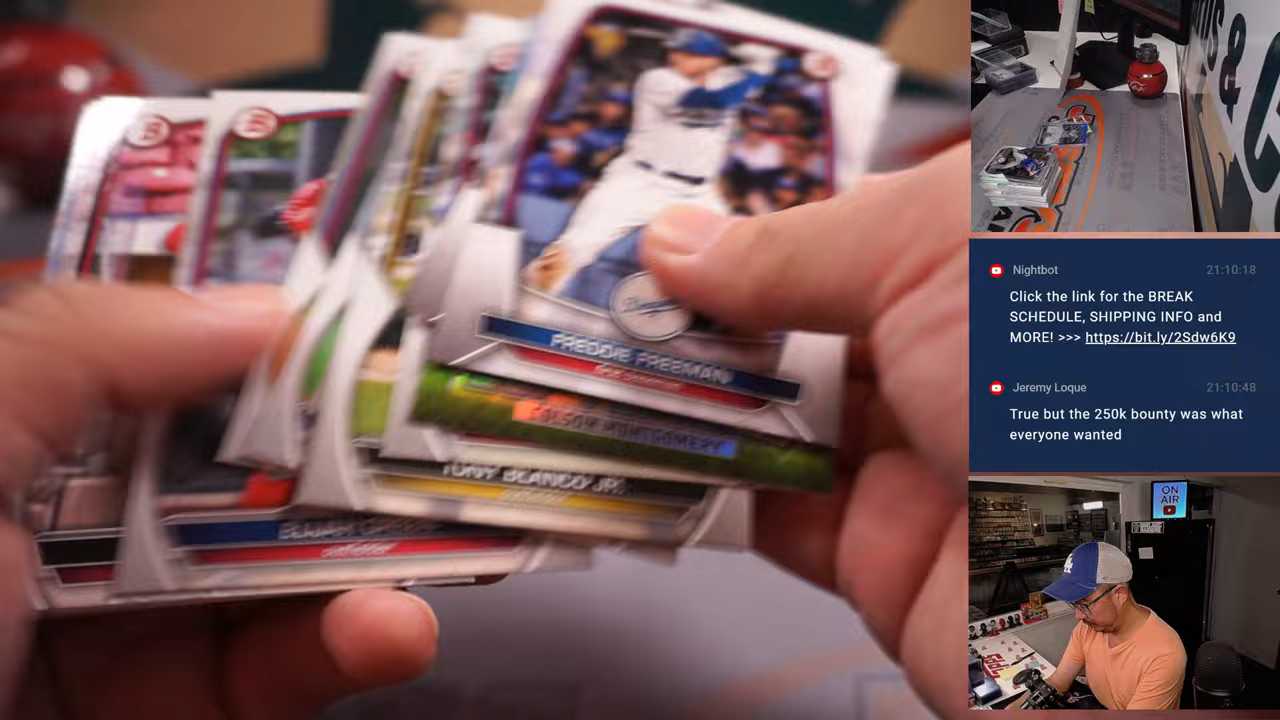 FREDDIE FREEMAN
COLSON MONTGOMERY
TONY BLANCO JR.
Nightbot
21:10:18
Click the link for the BREAK
SCHEDULE, SHIPPING INFO and
MORE! >>> https://bit.ly/2Sdw6K9
Jeremy Loque
21:10:48
True but the 250k bounty was what
everyone wanted
ON
AIR